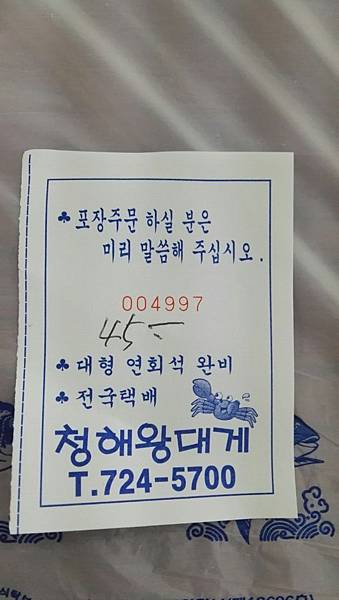 ♣ 포장주문 하실 분은
미리 말씀해 주십시오.
004997
45-
♣ 대형 연회석 완비
♣ 전국택배
청해왕대게
T.724-5700